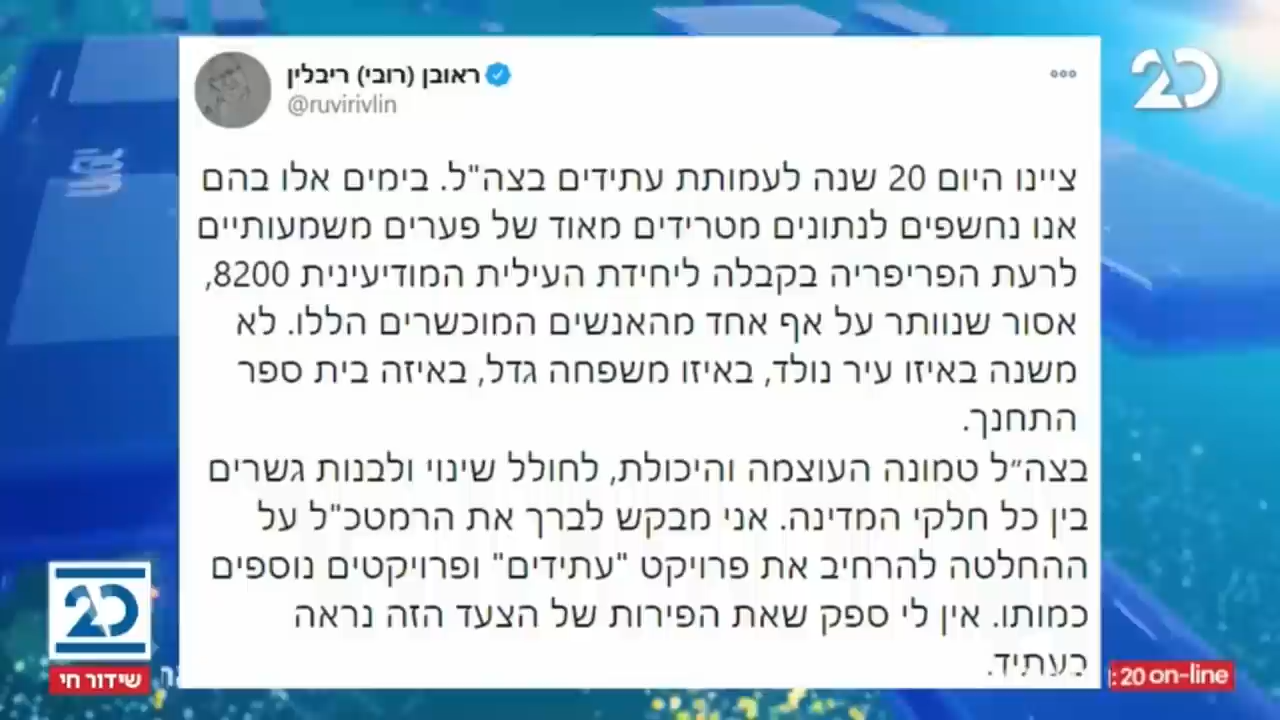 20
ראובן (רובי) ריבלין
@ruvirivlin
ציינו היום 20 שנה לעמותת עתידים בצה"ל. בימים אלו בהם
אנו נחשפים לנתונים מטרידים מאוד של פערים משמעותיים
לרעת הפריפריה בקבלה ליחידת העילית המודיעינית 8200,
אסור שנוותר על אף אחד מהאנשים המוכשרים הללו. לא
משנה באיזו עיר נולד, באיזו משפחה גדל, באיזה בית ספר
התחנך.
בצה״ל טמונה העוצמה והיכולת, לחולל שינוי ולבנות גשרים
בין כל חלקי המדינה. אני מבקש לברך את הרמטכ"ל על
ההחלטה להרחיב את פרויקט "עתידים" ופרויקטים נוספים
כמותו. אין לי ספק שאת הפירות של הצעד הזה נראה
בעתיד.
20
שידור חי
: 20 on-line